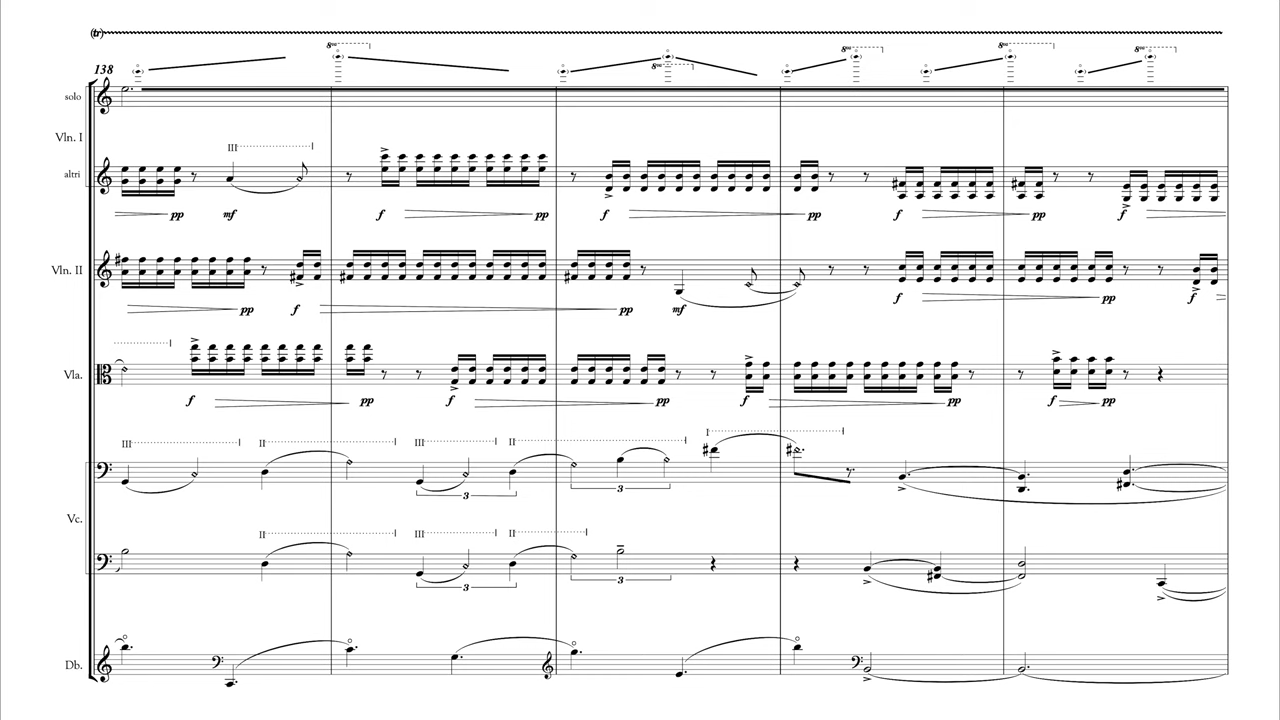 (tr)
8va 8va 8va 8va
8va
138
solo
Vln. I
III
altri
pp mf f pp f pp f pp f
Vln. II
pp f pp mf f pp f
Vla.
f pp f pp f pp f pp
I
III II III II
3 3
Vc.
II III II
3 3
Db.